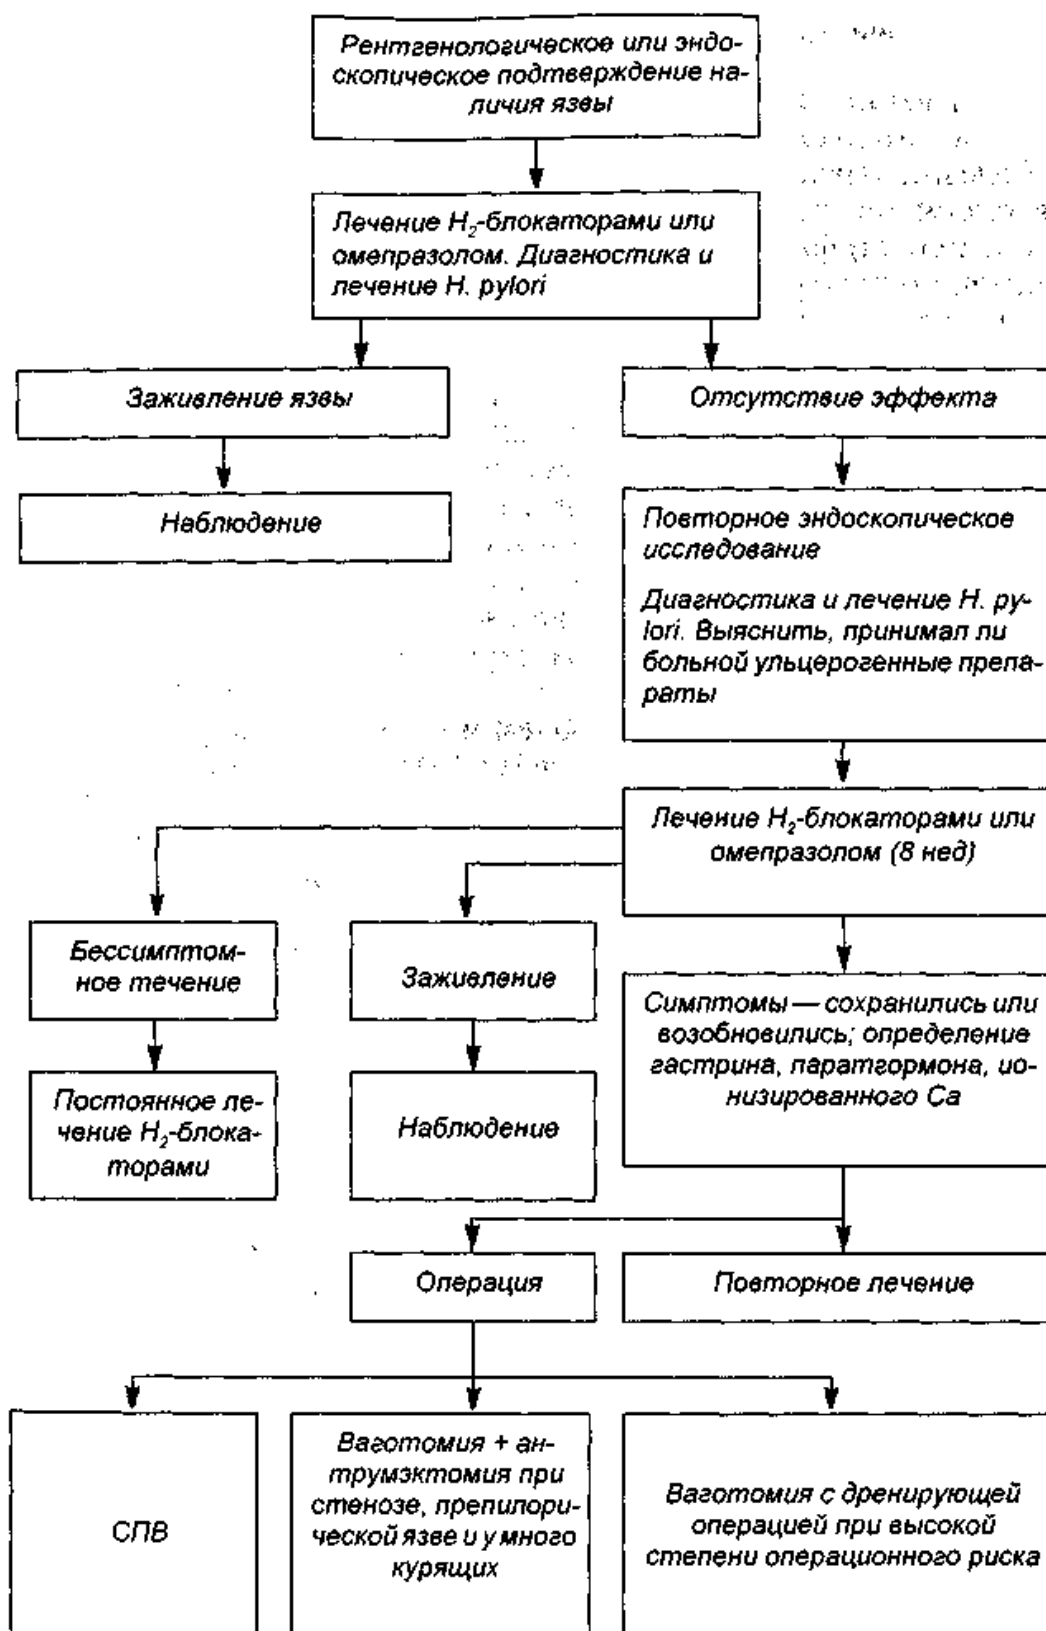 Рентгенологическое или эндо-
скопическое подтверждение на-
личия язвы
Лечение H₂-блокаторами или
омепразолом. Диагностика и
лечение H. pylori
Заживление язвы
Отсутствие эффекта
Наблюдение
Повторное эндоскопическое
исследование
Диагностика и лечение H. py-
lori. Выяснить, принимал ли
больной ульцерогенные препа-
раты
Лечение H₂-блокаторами или
омепразолом (8 нед)
Бессимптом-
ное течение
Заживление
Симптомы — сохранились или
возобновились; определение
гастрина, паратгормона, ио-
низированного Ca
Постоянное ле-
чение H₂-блока-
торами
Наблюдение
Операция
Повторное лечение
СПВ
Ваготомия + ан-
трумэктомия при
стенозе, препилори-
ческой язве и у много
курящих
Ваготомия с дренирующей
операцией при высокой
степени операционного риска